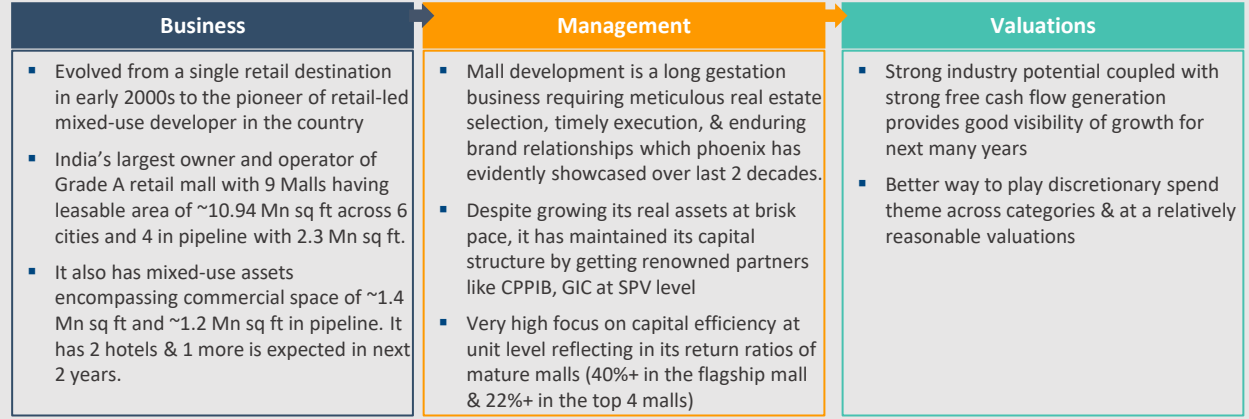 Business
▪ Evolved from a single retail destination
in early 2000s to the pioneer of retail-led
mixed-use developer in the country
▪ India's largest owner and operator of
Grade A retail mall with 9 Malls having
leasable area of ~10.94 Mn sq ft across 6
cities and 4 in pipeline with 2.3 Mn sq ft.
▪ It also has mixed-use assets
encompassing commercial space of ~1.4
Mn sq ft and ~1.2 Mn sq ft in pipeline. It
has 2 hotels & 1 more is expected in next
2 years.
Management
▪ Mall development is a long gestation
business requiring meticulous real estate
selection, timely execution, & enduring
brand relationships which phoenix has
evidently showcased over last 2 decades.
▪ Despite growing its real assets at brisk
pace, it has maintained its capital
structure by getting renowned partners
like CPPIB, GIC at SPV level
▪ Very high focus on capital efficiency at
unit level reflecting in its return ratios of
mature malls (40%+ in the flagship mall
& 22%+ in the top 4 malls)
Valuations
▪ Strong industry potential coupled with
strong free cash flow generation
provides good visibility of growth for
next many years
▪ Better way to play discretionary spend
theme across categories & at a relatively
reasonable valuations